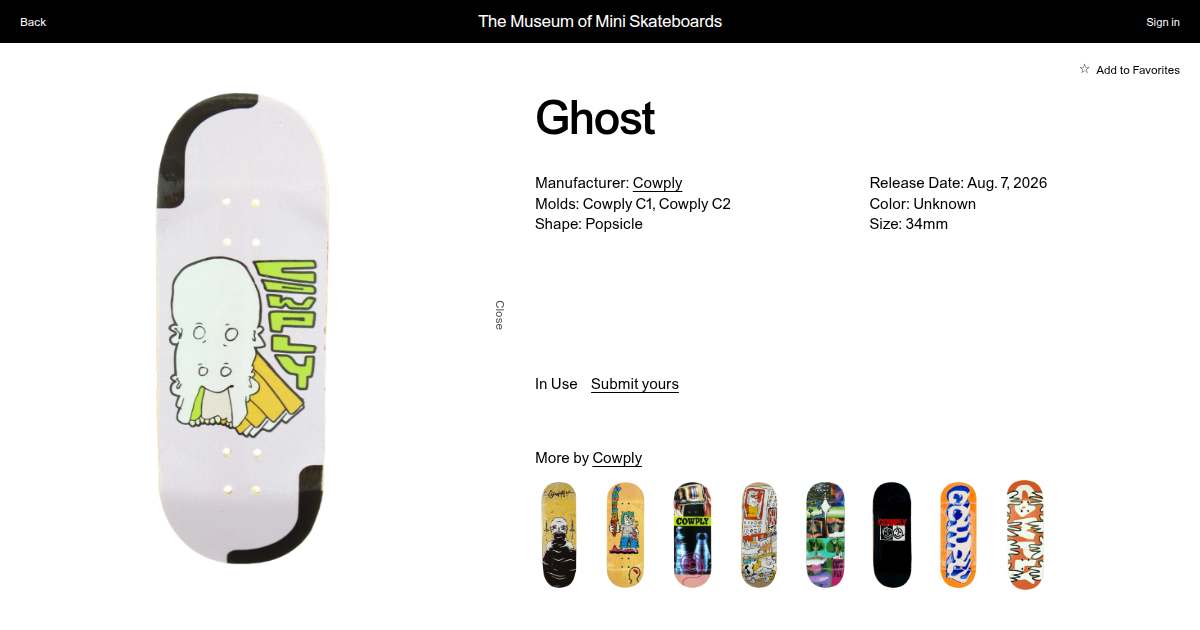 Back
The Museum of Mini Skateboards
Sign in
☆ Add to Favorites
Ghost
Manufacturer: Cowply
Molds: Cowply C1, Cowply C2
Shape: Popsicle
Release Date: Aug. 7, 2026
Color: Unknown
Size: 34mm
Close
In Use Submit yours
More by Cowply
COWPLY
COWPLY